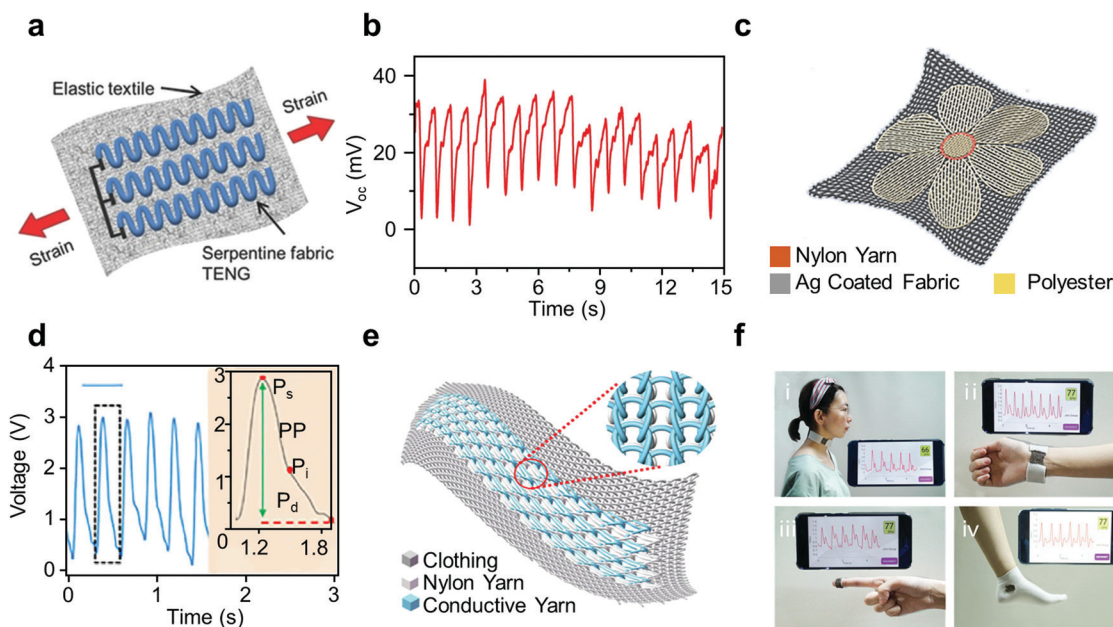 a
Elastic textile
Strain
Strain
Serpentine fabric
TENG
b
V_oc (mV)
40
20
0
0 3 6 9 12 15
Time (s)
c
Nylon Yarn
Ag Coated Fabric
Polyester
d
Voltage (V)
4
3
2
1
0
0 1 2 3
Time (s)
3
2
1
0
1.2 1.8
P_s
PP
P_i
P_d
e
Clothing
Nylon Yarn
Conductive Yarn
f
i
66
ii
77
iii
77
iv
77